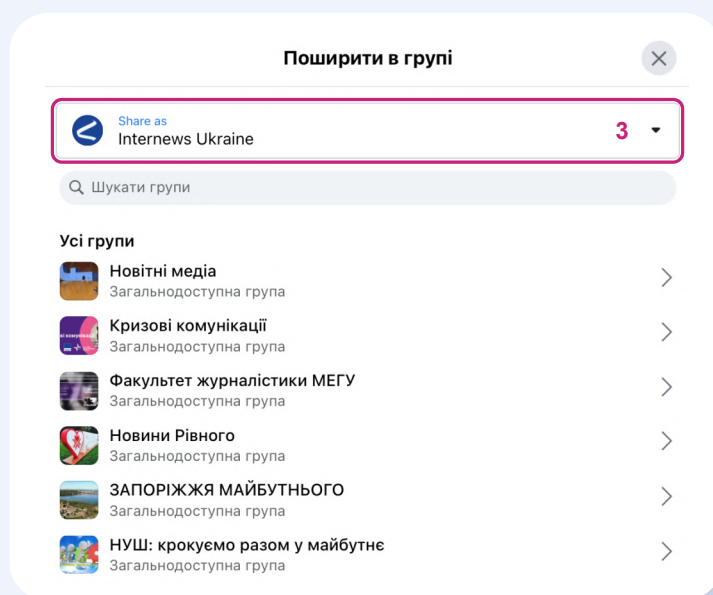 Поширити в групі
Share as
Internews Ukraine
3
Шукати групи
Усі групи
Новітні медіа
Загальнодоступна група
Кризові комунікації
Загальнодоступна група
Факультет журналістики МЕГУ
Загальнодоступна група
Новини Рівного
Загальнодоступна група
ЗАПОРІЖЖЯ МАЙБУТНЬОГО
Загальнодоступна група
НУШ: крокуємо разом у майбутнє
Загальнодоступна група